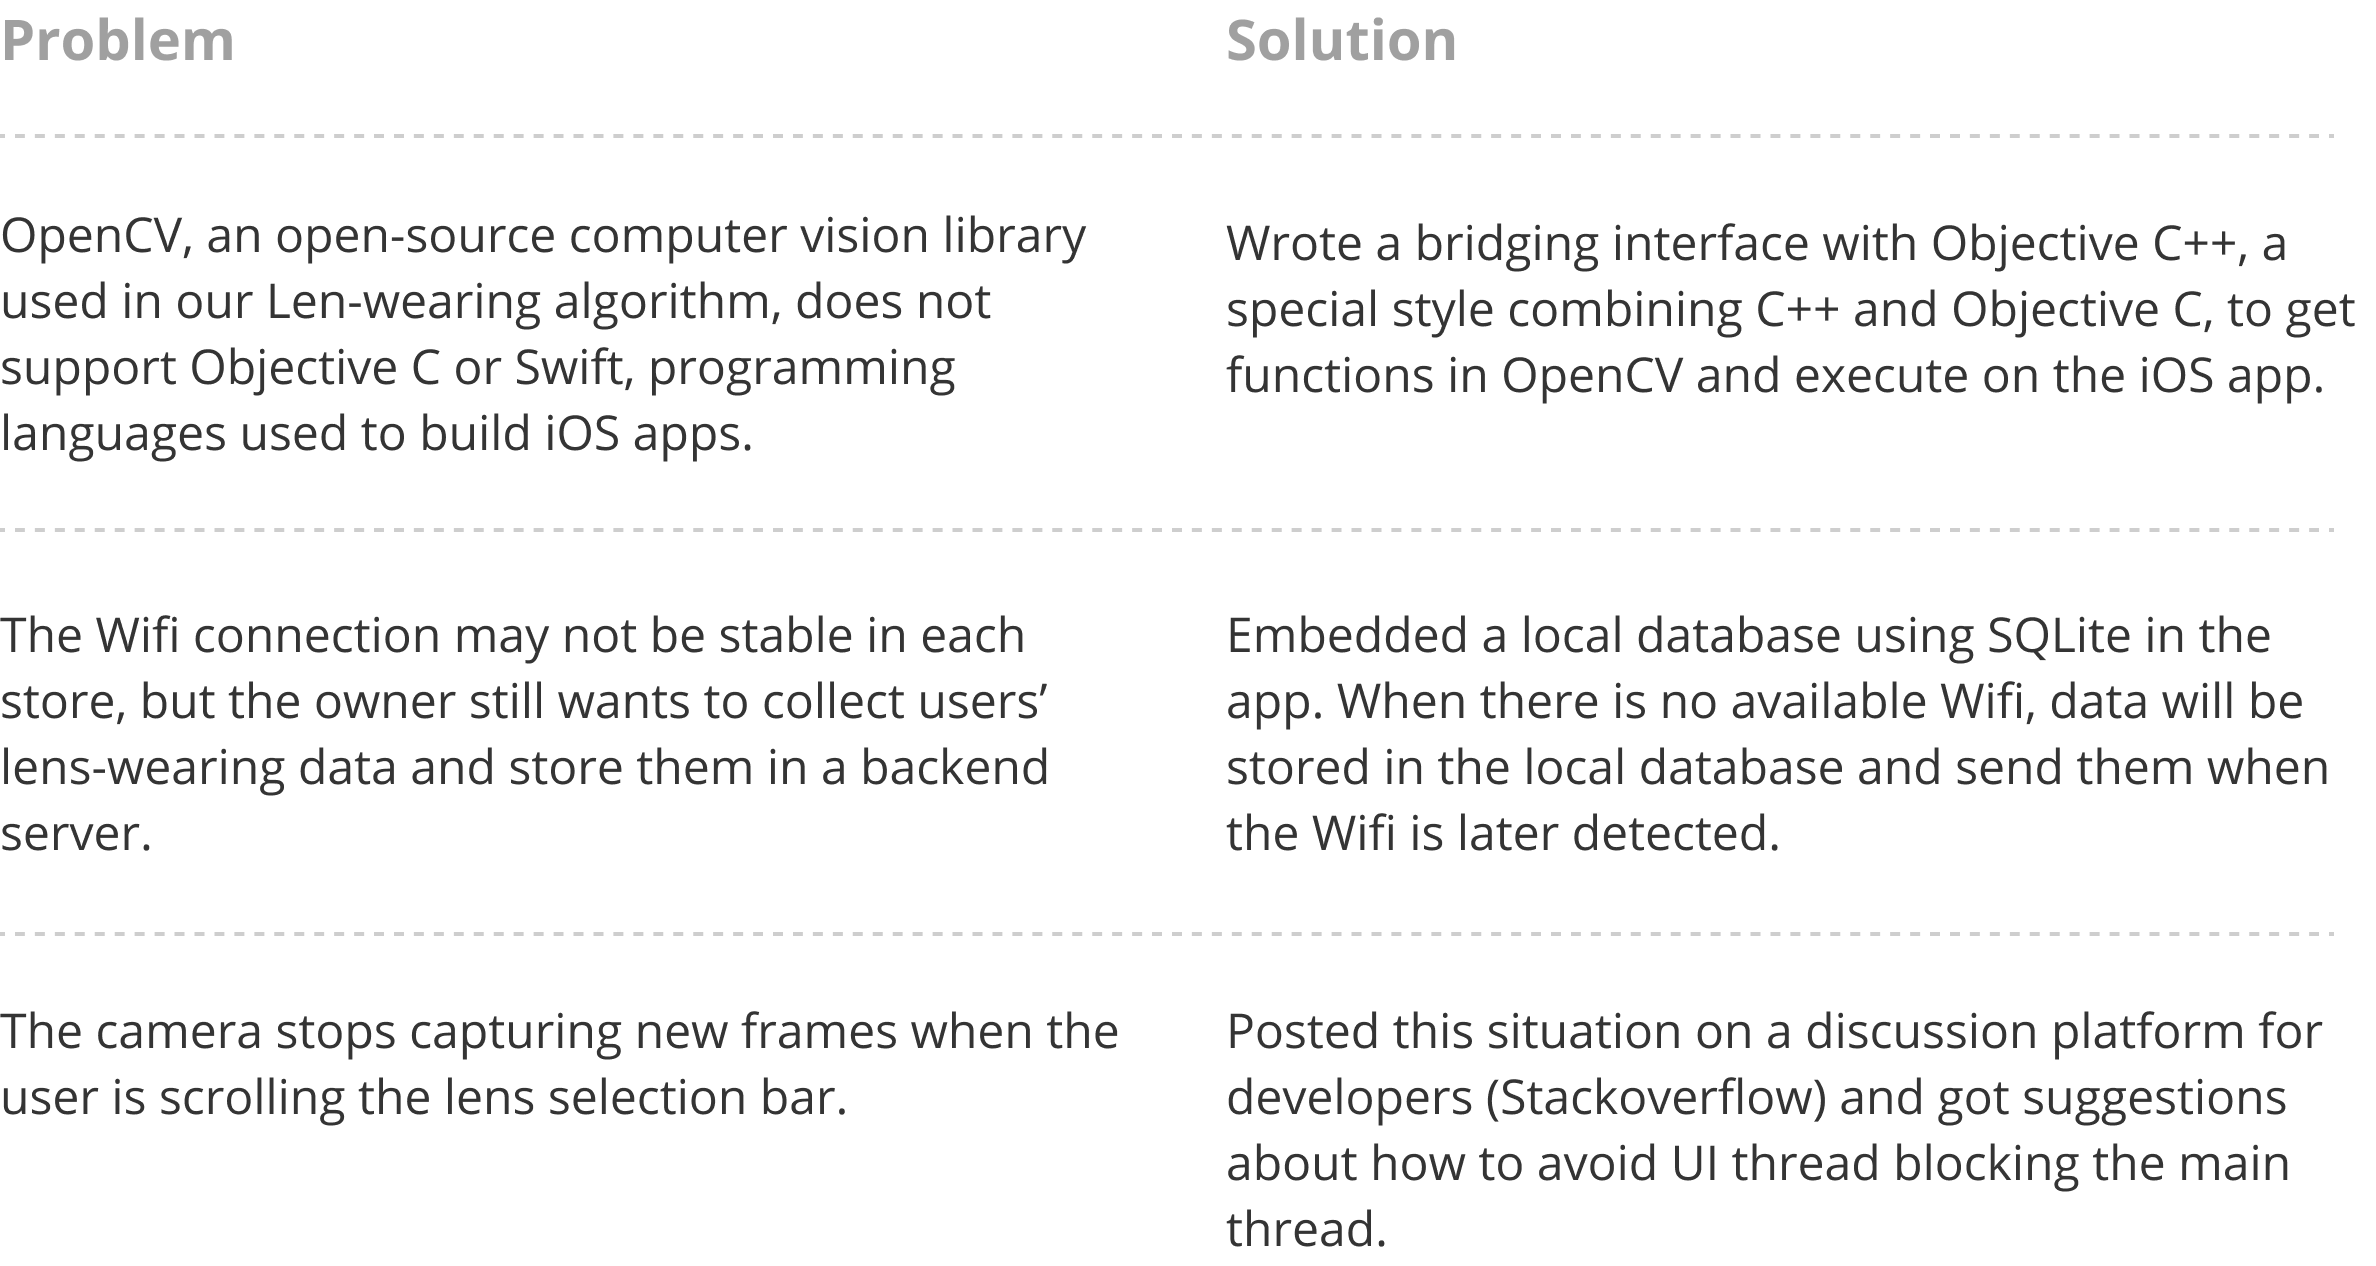 Problem
Solution
OpenCV, an open-source computer vision library
used in our Len-wearing algorithm, does not
support Objective C or Swift, programming
languages used to build iOS apps.
Wrote a bridging interface with Objective C++, a
special style combining C++ and Objective C, to get
functions in OpenCV and execute on the iOS app.
The Wifi connection may not be stable in each
store, but the owner still wants to collect users’
lens-wearing data and store them in a backend
server.
Embedded a local database using SQLite in the
app. When there is no available Wifi, data will be
stored in the local database and send them when
the Wifi is later detected.
The camera stops capturing new frames when the
user is scrolling the lens selection bar.
Posted this situation on a discussion platform for
developers (Stackoverflow) and got suggestions
about how to avoid UI thread blocking the main
thread.